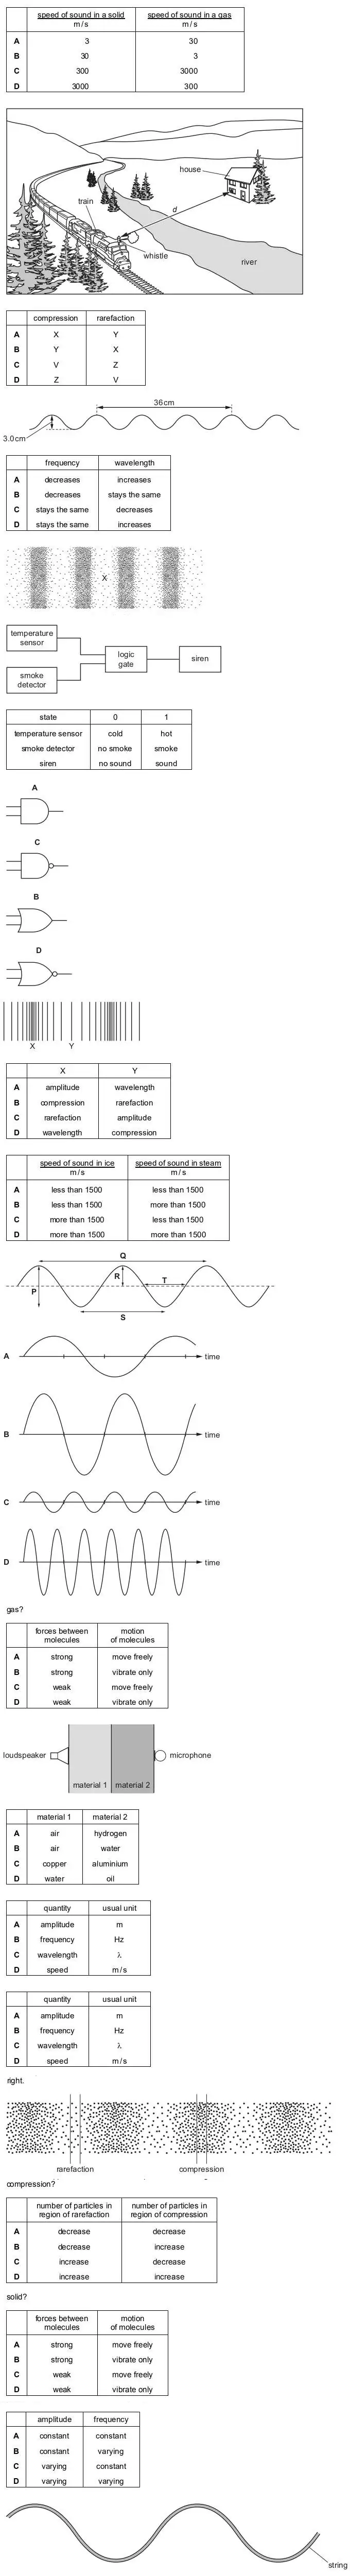 speed of sound in a solid speed of sound in a gas
m / s m / s
A 3 30
B 30 3
C 300 3000
D 3000 300
house
train
d
whistle
river
compression rarefaction
A X Y
B Y X
C V Z
D Z V
36 cm
3.0 cm
frequency wavelength
A decreases increases
B decreases stays the same
C stays the same decreases
D stays the same increases
X
temperature
sensor
logic
gate
siren
smoke
detector
state 0 1
temperature sensor cold hot
smoke detector no smoke smoke
siren no sound sound
A
C
B
D
X Y
X Y
A amplitude wavelength
B compression rarefaction
C rarefaction amplitude
D wavelength compression
speed of sound in ice speed of sound in steam
m / s m / s
A less than 1500 less than 1500
B less than 1500 more than 1500
C more than 1500 less than 1500
D more than 1500 more than 1500
Q
R
T
P
S
A time
B time
C time
D time
gas?
forces between motion
molecules of molecules
A strong move freely
B strong vibrate only
C weak move freely
D weak vibrate only
loudspeaker microphone
material 1 material 2
material 1 material 2
A air hydrogen
B air water
C copper aluminium
D water oil
quantity usual unit
A amplitude m
B frequency Hz
C wavelength λ
D speed m / s
quantity usual unit
A amplitude m
B frequency Hz
C wavelength λ
D speed m / s
right.
rarefaction compression
compression?
number of particles in number of particles in
region of rarefaction region of compression
A decrease decrease
B decrease increase
C increase decrease
D increase increase
solid?
forces between motion
molecules of molecules
A strong move freely
B strong vibrate only
C weak move freely
D weak vibrate only
amplitude frequency
A constant constant
B constant varying
C varying constant
D varying varying
string